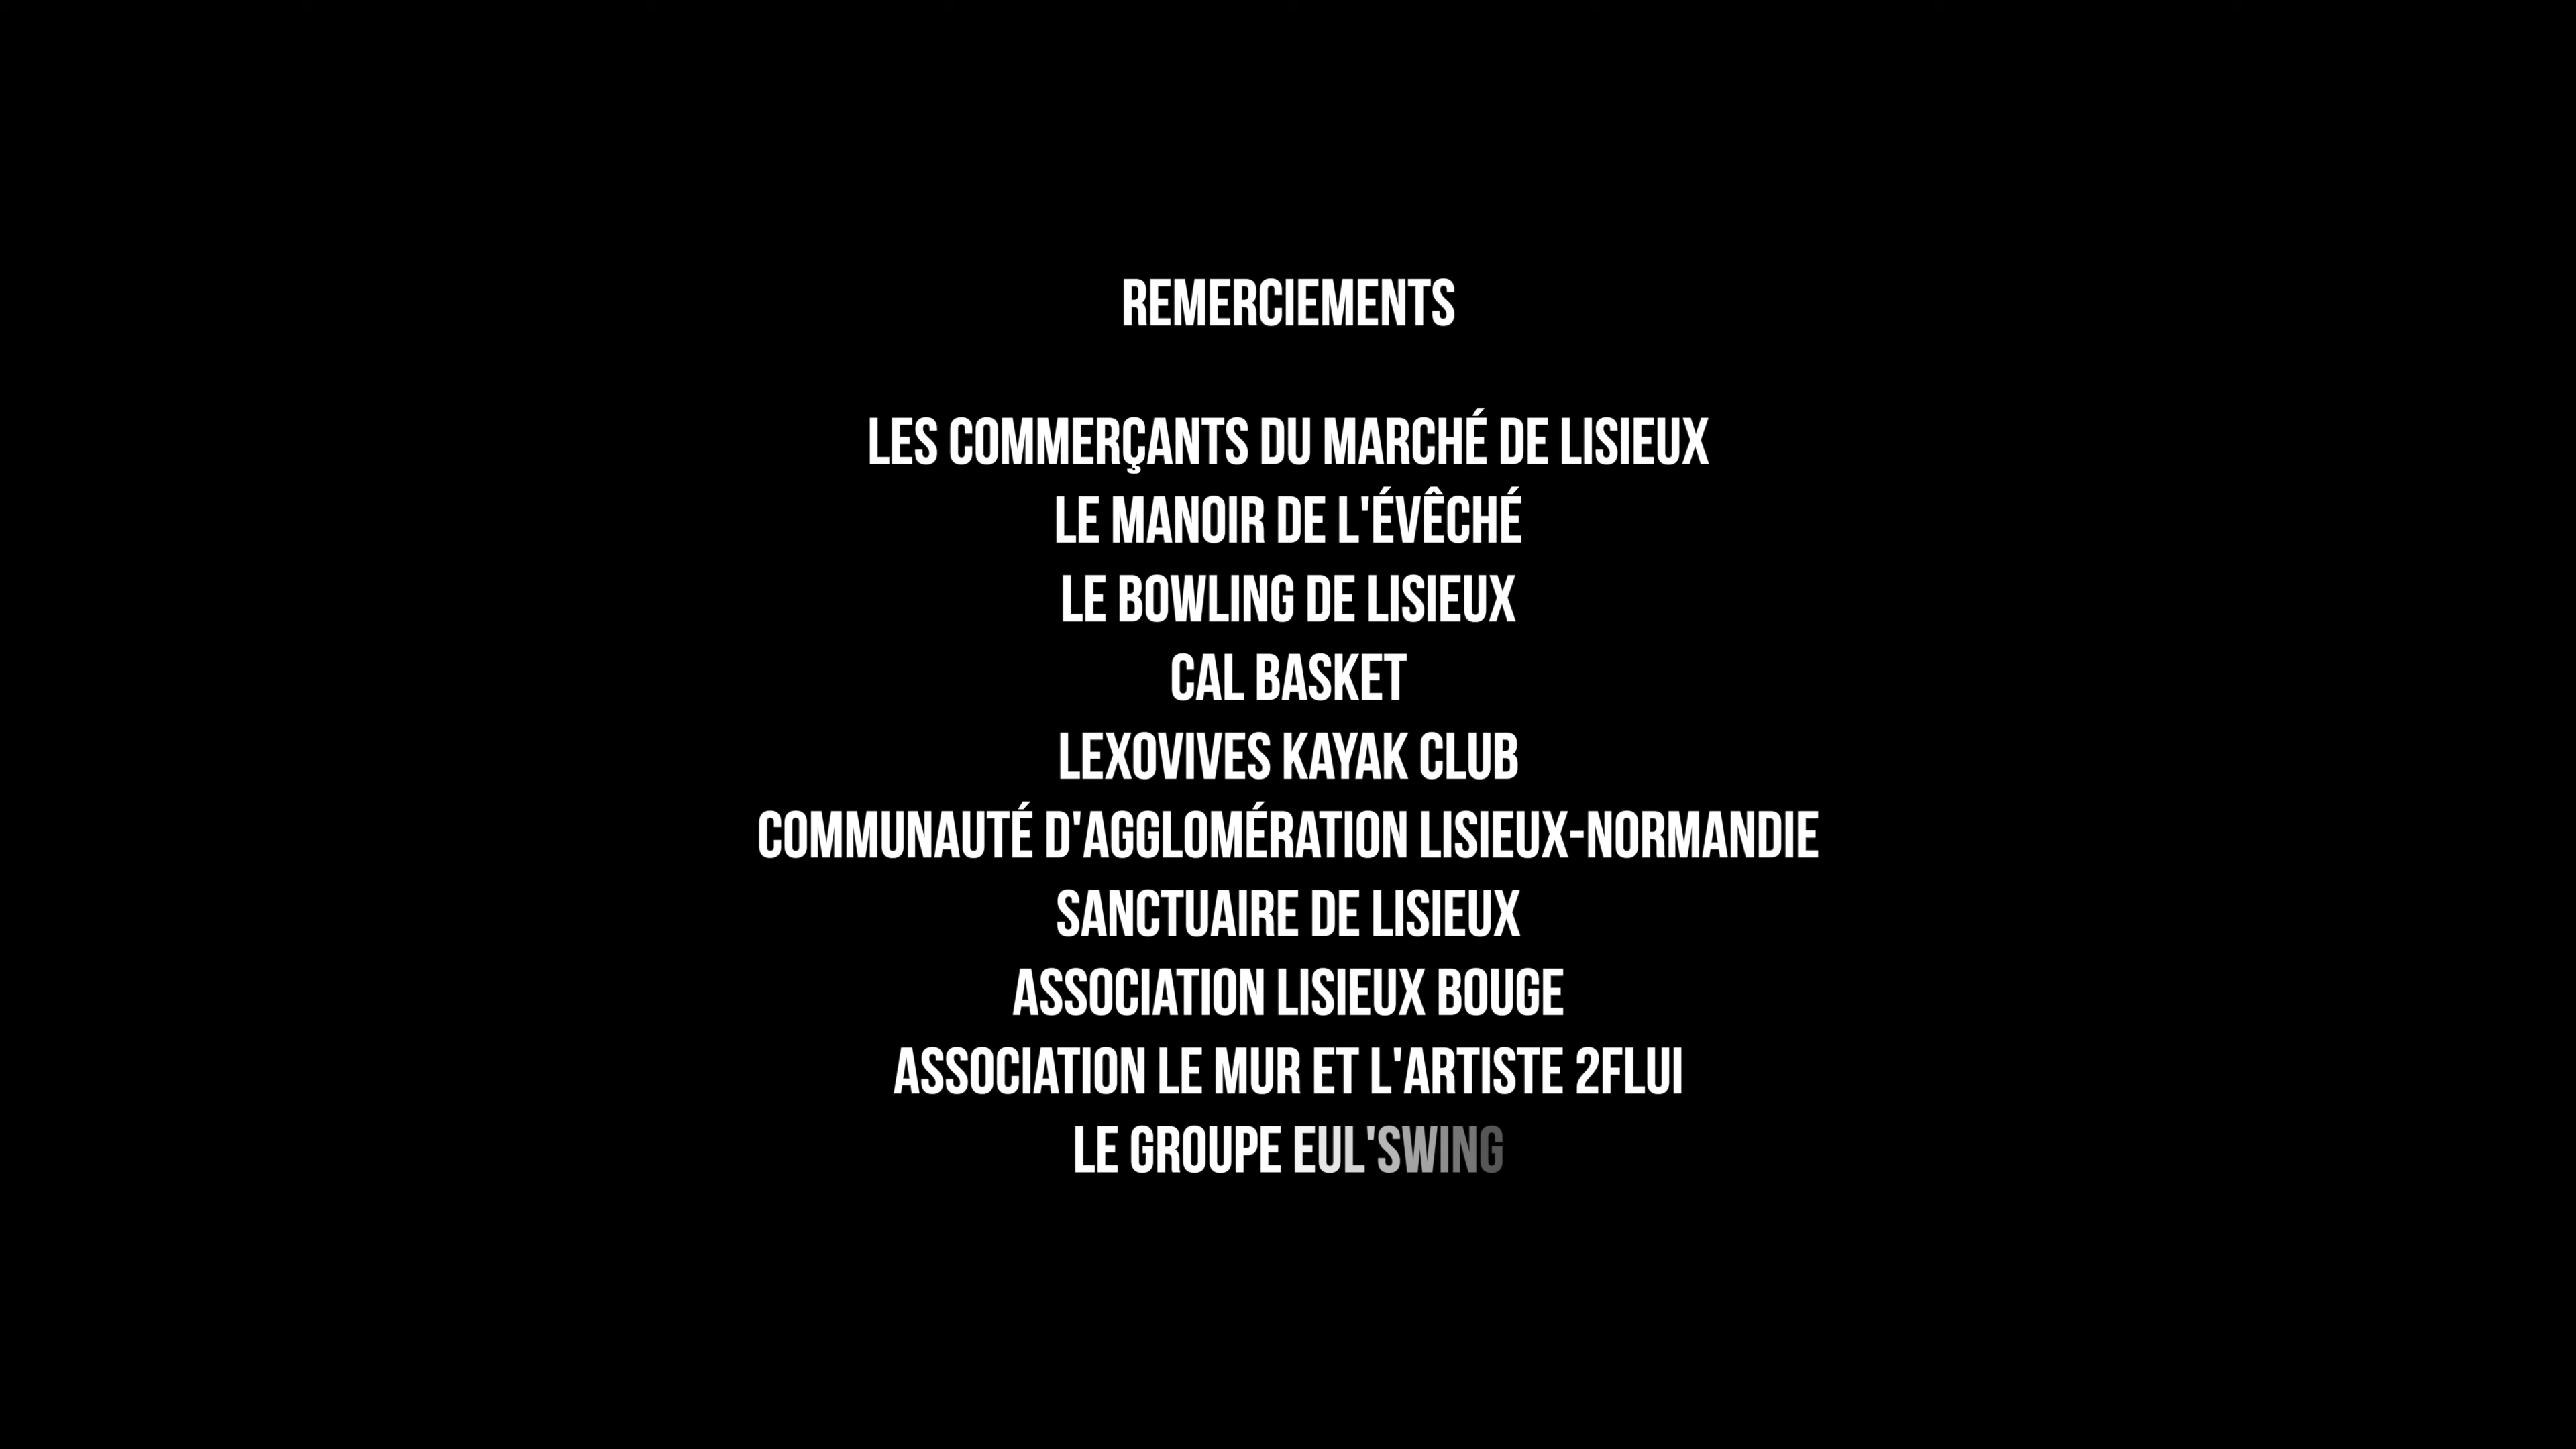 REMERCIEMENTS
LES COMMERÇANTS DU MARCHÉ DE LISIEUX
LE MANOIR DE L'ÉVÊCHÉ
LE BOWLING DE LISIEUX
CAL BASKET
LEXOVIVES KAYAK CLUB
COMMUNAUTÉ D'AGGLOMÉRATION LISIEUX-NORMANDIE
SANCTUAIRE DE LISIEUX
ASSOCIATION LISIEUX BOUGE
ASSOCIATION LE MUR ET L'ARTISTE 2FLUI
LE GROUPE EUL'SWING